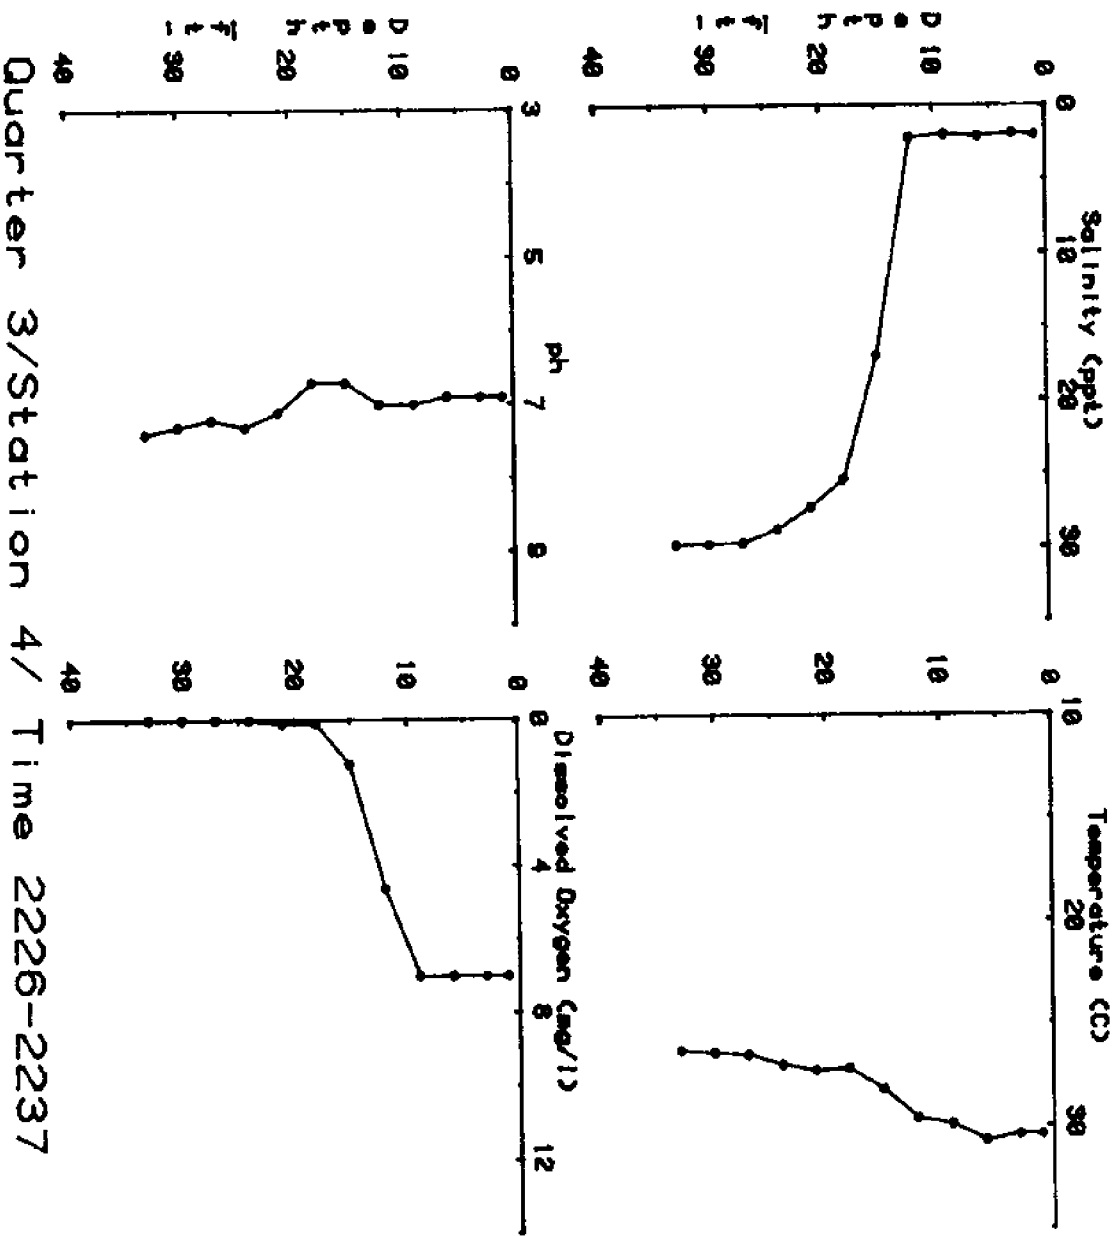 Salinity (ppt)
0 10 20 30
0
10
20
30
40
Depth
Ft.
Temperature (C)
10 20 30
0
10
20
30
40
ph
3 5 7 9
0
10
20
30
40
Depth
Ft.
Dissolved Oxygen (mg/l)
0 4 8 12
0
10
20
30
40
Quarter 3/Station 4/ Time 2226-2237